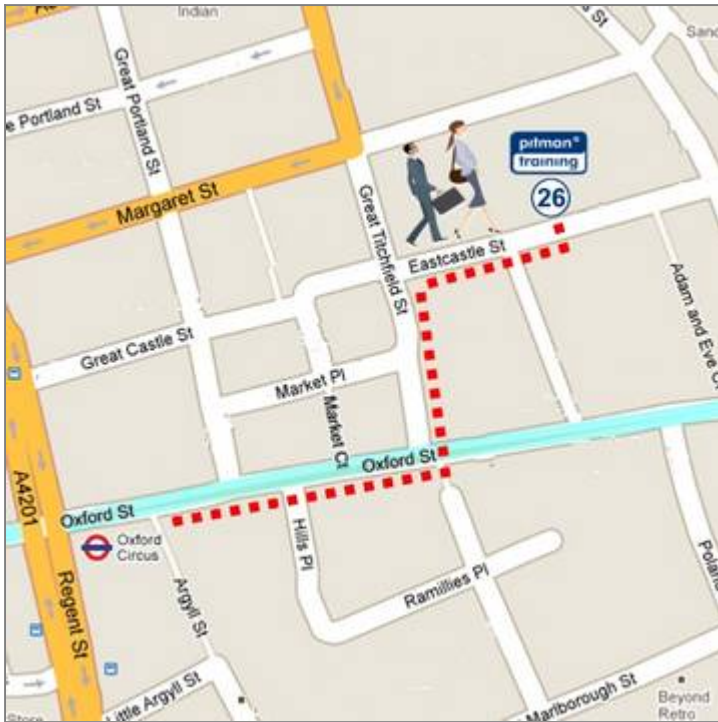 Indian
Great Portland St
e Portland St
Margaret St
pitman
training
26
Great Titchfield St
Eastcastle St
Adam and Eve C
Great Castle St
Market Pl
Market Ct
Oxford St
Oxford St
A4201
Regent St
Oxford
Circus
Hills Pl
Argyll St
Ramillies Pl
Little Argyll St
Marlborough St
Beyond
Retro
Store